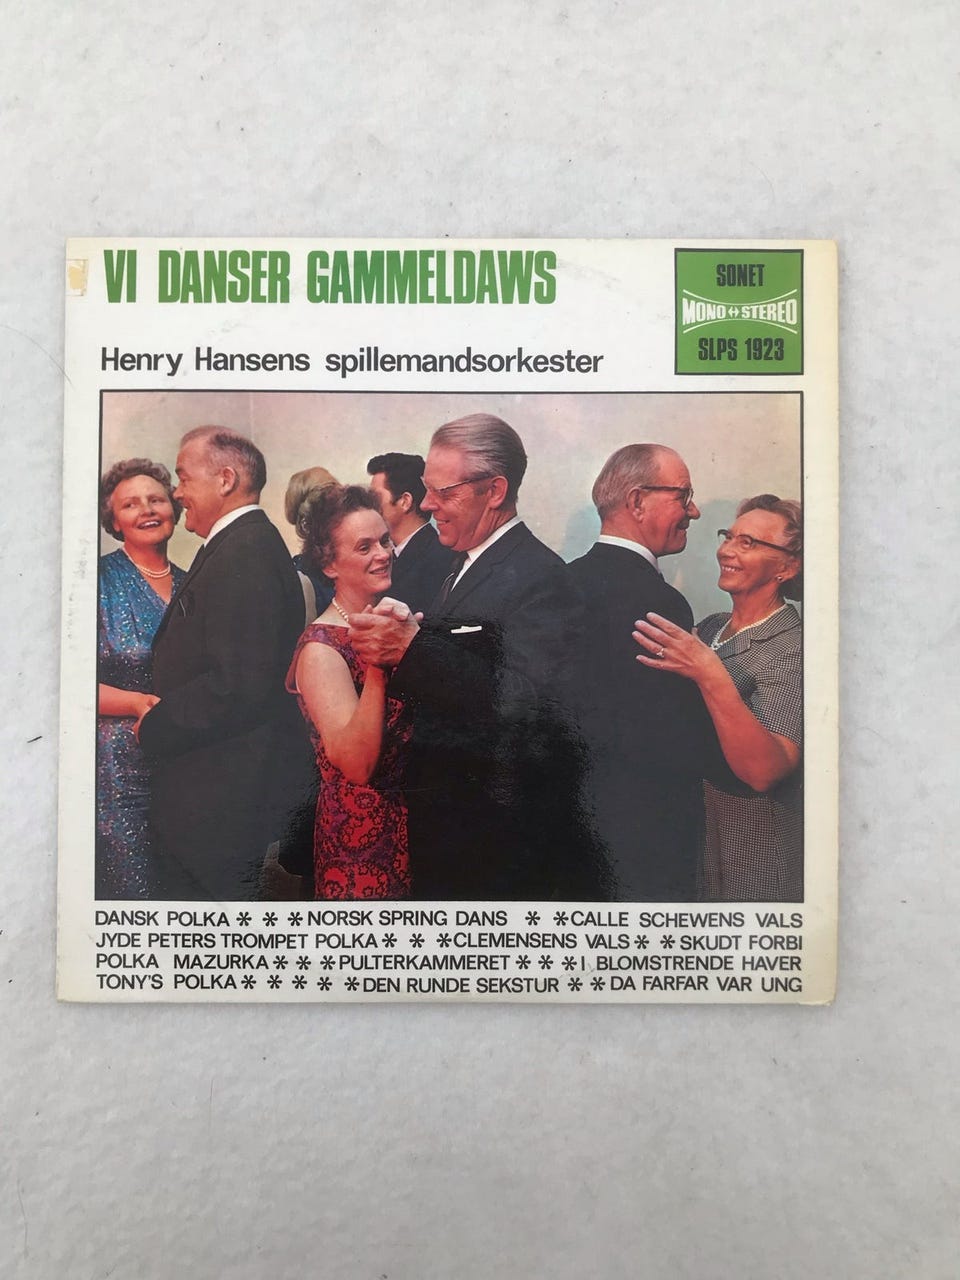 VI DANSER GAMMELDAWS
SONET
MONO ↔ STEREO
SLPS 1923
Henry Hansens spillemandsorkester
DANSK POLKA * * * NORSK SPRING DANS * * CALLE SCHEWENS VALS
JYDE PETERS TROMPET POLKA * * * CLEMENSENS VALS * * SKUDT FORBI
POLKA MAZURKA * * * PULTERKAMMERET * * * I BLOMSTRENDE HAVER
TONY'S POLKA * * * * * DEN RUNDE SEKSTUR * * DA FARFAR VAR UNG